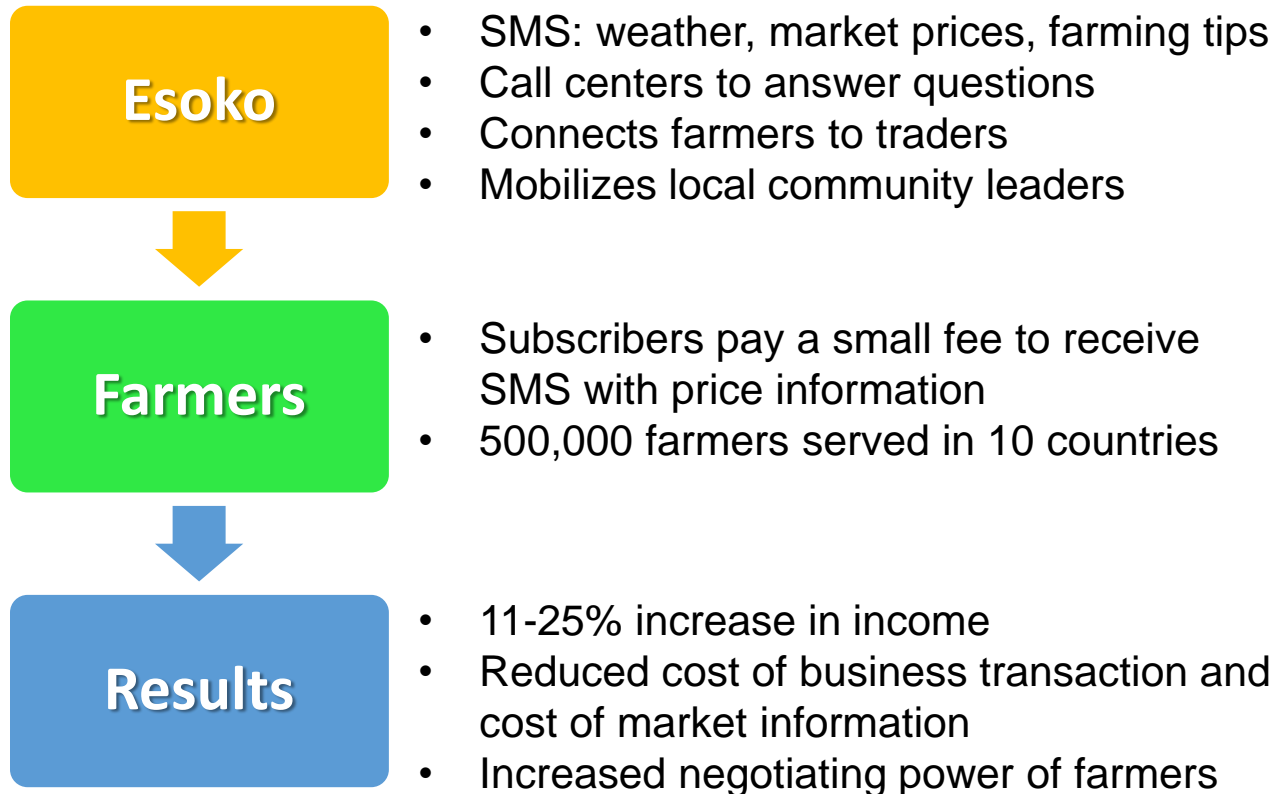 Esoko
• SMS: weather, market prices, farming tips
• Call centers to answer questions
• Connects farmers to traders
• Mobilizes local community leaders
Farmers
• Subscribers pay a small fee to receive
SMS with price information
• 500,000 farmers served in 10 countries
Results
• 11-25% increase in income
• Reduced cost of business transaction and
cost of market information
• Increased negotiating power of farmers